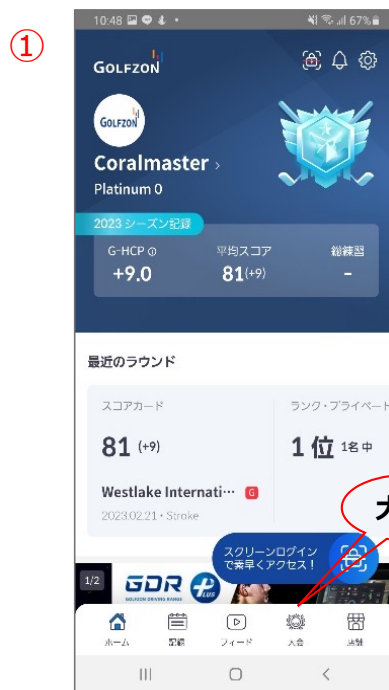 ①
10:48 67%
GOLFZON
GOLFZON
Coralmaster >
Platinum 0
2023 シーズン記録
G-HCP 平均スコア 総練習
+9.0 81(+9) -
最近のラウンド
スコアカード ランク・プライベート
81 (+9) 1 位 1名 中
Westlake Internati… G
2023.02.21・Stroke
スクリーンログイン
で素早くアクセス！
1/2 GDR PLUS
GOLFZON DRIVING RANGE
ホーム 記録 フィード 大会 店舗